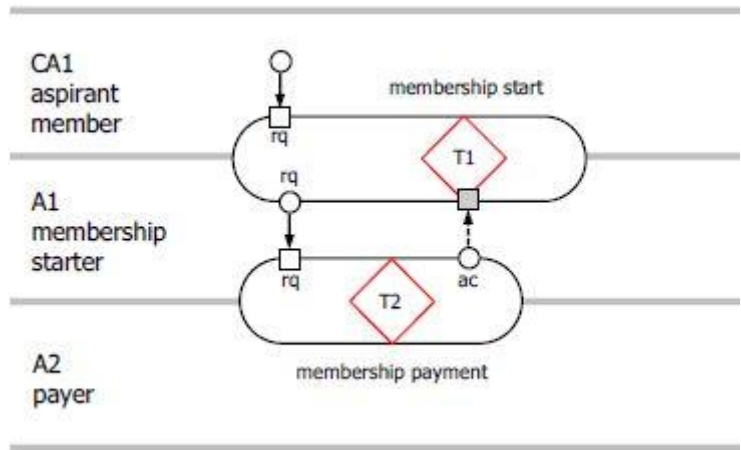 CA1
aspirant
member
membership start
rq
T1
rq
A1
membership
starter
rq
ac
T2
A2
payer
membership payment